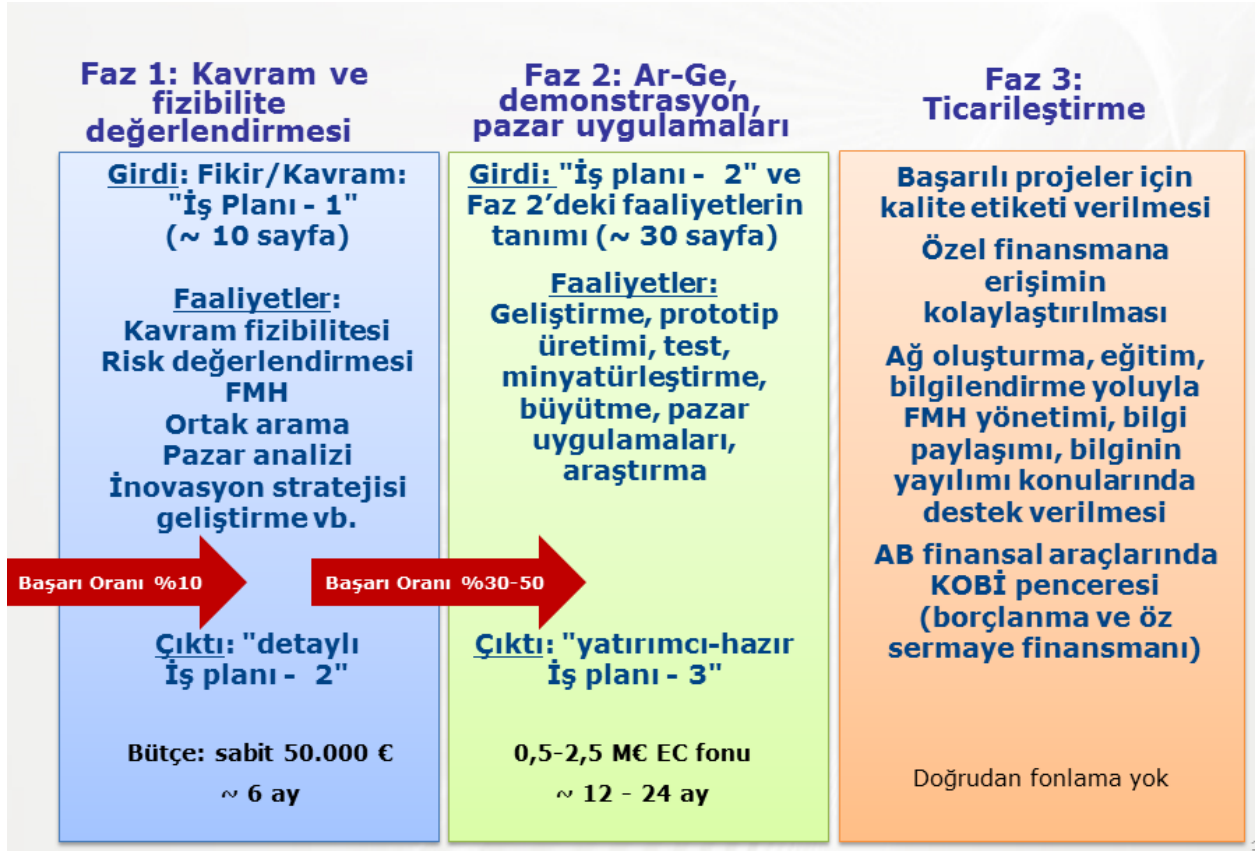 Faz 1: Kavram ve
fizibilite
değerlendirmesi
Girdi: Fikir/Kavram:
"İş Planı - 1"
(~ 10 sayfa)
Faaliyetler:
Kavram fizibilitesi
Risk değerlendirmesi
FMH
Ortak arama
Pazar analizi
İnovasyon stratejisi
geliştirme vb.
Başarı Oranı %10
Çıktı: "detaylı
İş planı - 2"
Bütçe: sabit 50.000 €
~ 6 ay
Faz 2: Ar-Ge,
demonstrasyon,
pazar uygulamaları
Girdi: "İş planı - 2" ve
Faz 2’deki faaliyetlerin
tanımı (~ 30 sayfa)
Faaliyetler:
Geliştirme, prototip
üretimi, test,
minyatürleştirme,
büyütme, pazar
uygulamaları,
araştırma
Başarı Oranı %30-50
Çıktı: "yatırımcı-hazır
İş planı - 3"
0,5-2,5 M€ EC fonu
~ 12 - 24 ay
Faz 3:
Ticarileştirme
Başarılı projeler için
kalite etiketi verilmesi
Özel finansmana
erişimin
kolaylaştırılması
Ağ oluşturma, eğitim,
bilgilendirme yoluyla
FMH yönetimi, bilgi
paylaşımı, bilginin
yayılımı konularında
destek verilmesi
AB finansal araçlarında
KOBİ penceresi
(borçlanma ve öz
sermaye finansmanı)
Doğrudan fonlama yok